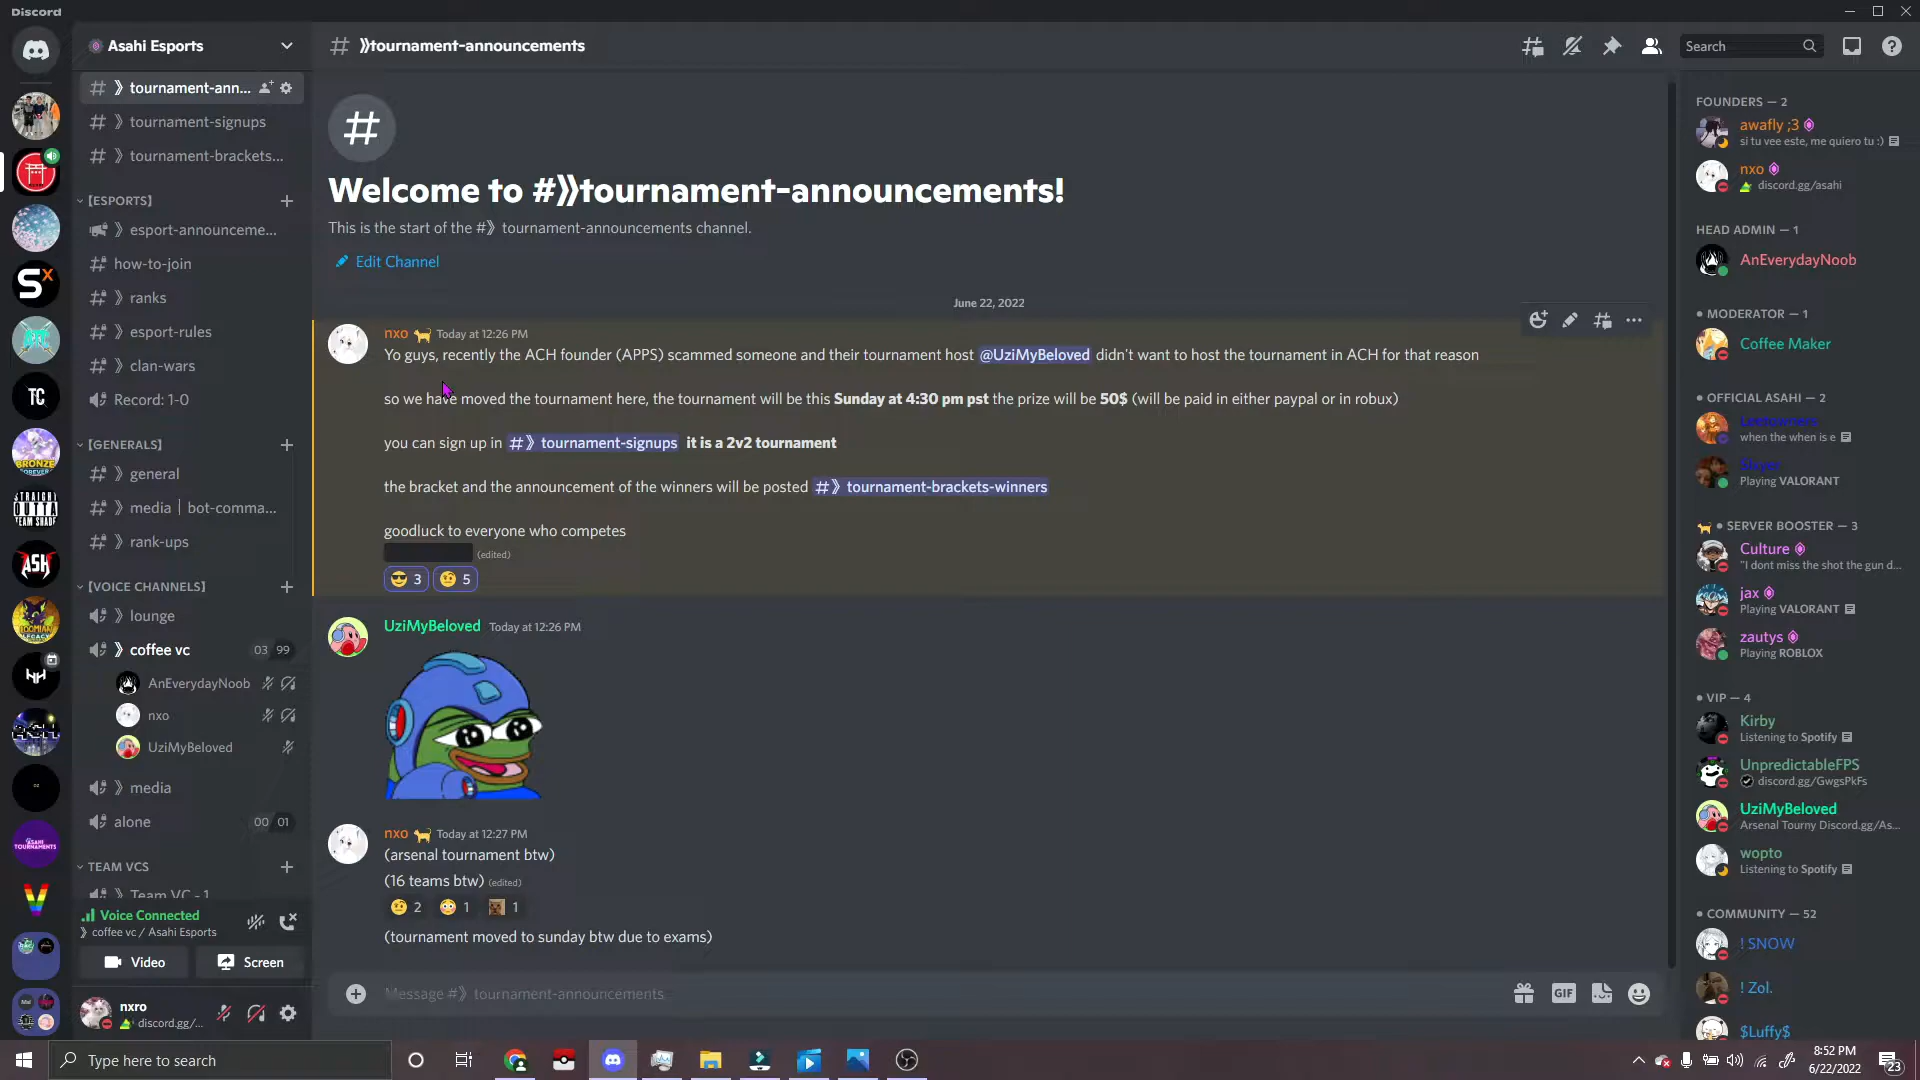 Discord
Asahi Esports
》tournament-ann...
》tournament-signups
》tournament-brackets...
[ESPORTS]
》esport-announceme...
how-to-join
》ranks
》esport-rules
》clan-wars
Record: 1-0
[GENERALS]
》general
》media | bot-comma...
》rank-ups
[VOICE CHANNELS]
》lounge
》coffee vc 03 99
AnEverydayNoob
nxo
UziMyBeloved
》media
alone 00 01
TEAM VCS
》Team VC - 1
Voice Connected
》coffee vc / Asahi Esports
Video
Screen
nxro
discord.gg/...
SX
TC
BRONZE
FOREVER
STRAIGHT
OUTTA
TEAM SHADE
ASH
LEGACY
ASAHI
TOURNAMENTS
# 》tournament-announcements
Search
#
Welcome to #》tournament-announcements!
This is the start of the #》 tournament-announcements channel.
Edit Channel
June 22, 2022
nxo Today at 12:26 PM
Yo guys, recently the ACH founder (APPS) scammed someone and their tournament host @UziMyBeloved didn't want to host the tournament in ACH for that reason
so we have moved the tournament here, the tournament will be this Sunday at 4:30 pm pst the prize will be 50$ (will be paid in either paypal or in robux)
you can sign up in #》 tournament-signups it is a 2v2 tournament
the bracket and the announcement of the winners will be posted #》 tournament-brackets-winners
goodluck to everyone who competes
(edited)
3 5
UziMyBeloved Today at 12:26 PM
nxo Today at 12:27 PM
(arsenal tournament btw)
(16 teams btw) (edited)
2 1 1
(tournament moved to sunday btw due to exams)
Message #》 tournament-announcements
GIF
FOUNDERS — 2
awafly ;3
si tu vee este, me quiero tu :)
nxo
discord.gg/asahi
HEAD ADMIN — 1
AnEverydayNoob
• MODERATOR — 1
Coffee Maker
• OFFICIAL ASAHI — 2
when the when is e
Slayer
Playing VALORANT
• SERVER BOOSTER — 3
Culture
"I dont miss the shot the gun d...
jax
Playing VALORANT
zautys
Playing ROBLOX
• VIP — 4
Kirby
Listening to Spotify
UnpredictableFPS
discord.gg/GwgsPkFs
UziMyBeloved
Arsenal Tourny Discord.gg/As...
wopto
Listening to Spotify
• COMMUNITY — 52
! SNOW
! Zol.
$Luffy$
Type here to search
8:52 PM
6/22/2022
23